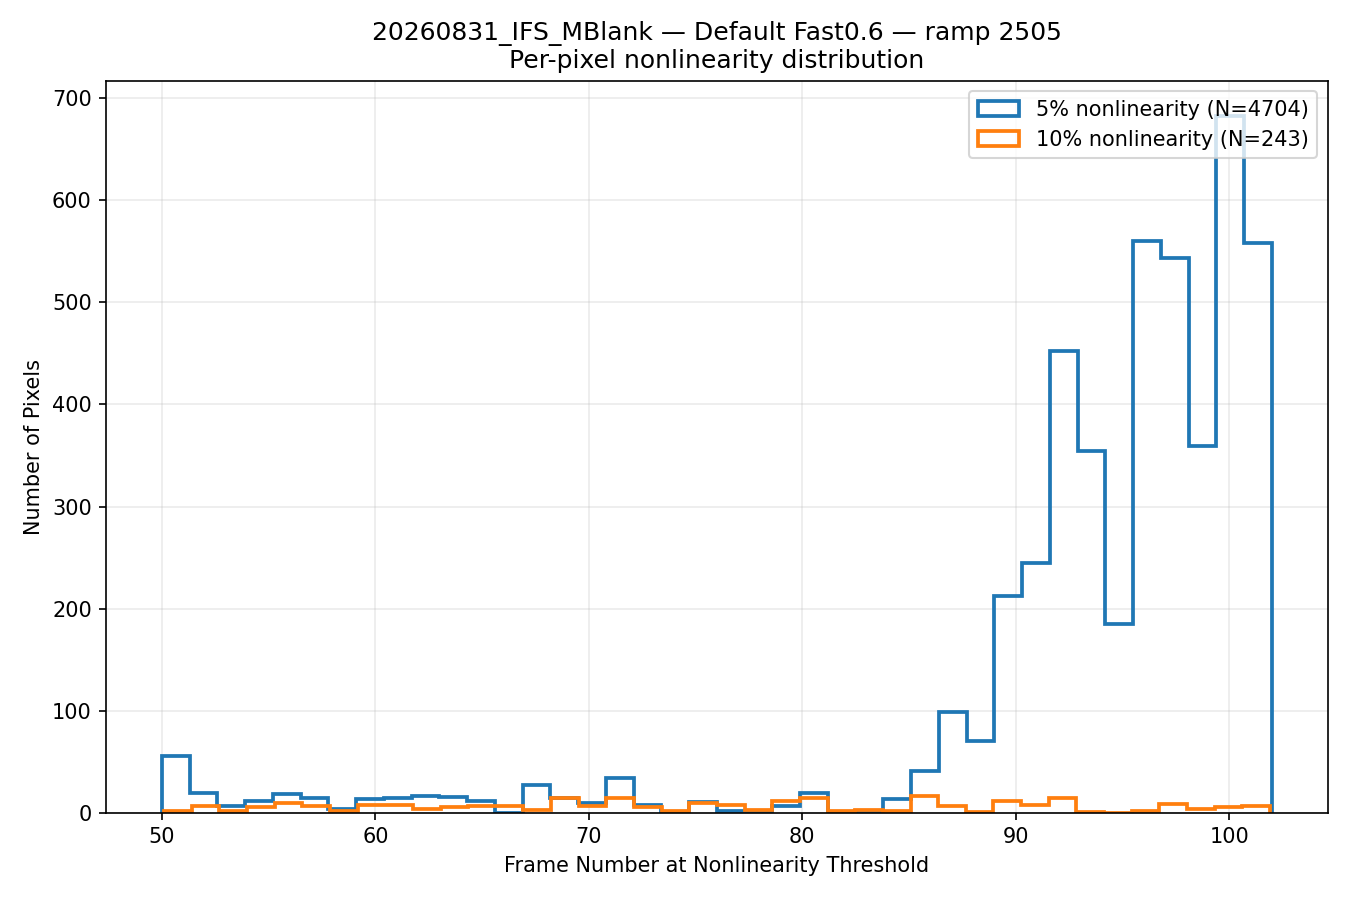 20260831_IFS_MBlank — Default Fast0.6 — ramp 2505
Per-pixel nonlinearity distribution
700
600
500
400
300
200
100
0
Number of Pixels
5% nonlinearity (N=4704)
10% nonlinearity (N=243)
50 60 70 80 90 100
Frame Number at Nonlinearity Threshold